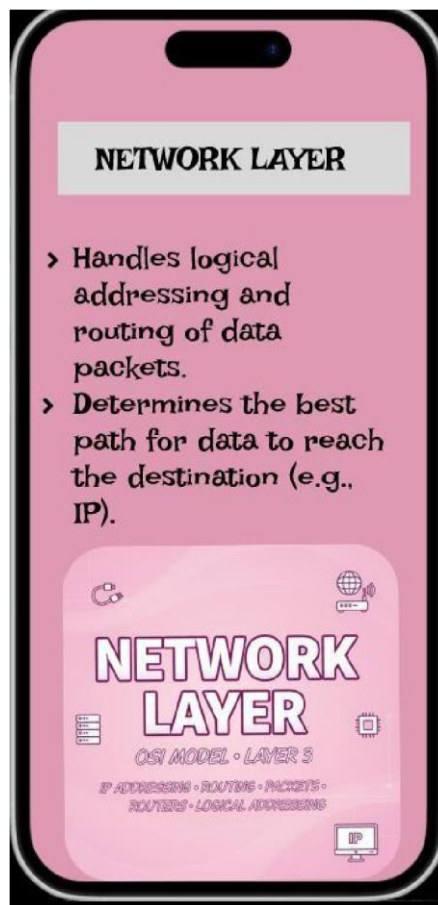 NETWORK LAYER
> Handles logical
addressing and
routing of data
packets.
> Determines the best
path for data to reach
the destination (e.g.,
IP).
NETWORK
LAYER
OSI MODEL • LAYER 3
IP ADDRESSING • ROUTING • PACKETS •
ROUTERS • LOGICAL ADDRESSING
IP